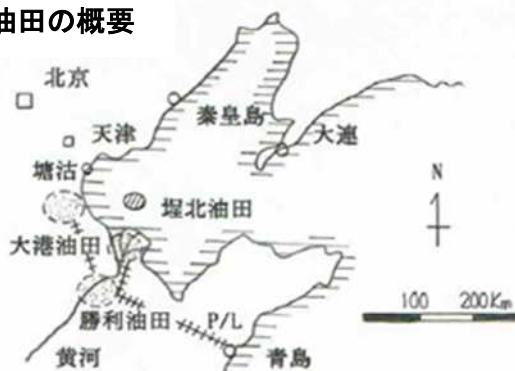 油田の概要
北京
秦皇島
天津
大連
塘沽
N
埕北油田
大港油田
100 200Km
勝利油田 P/L
黄河 青島